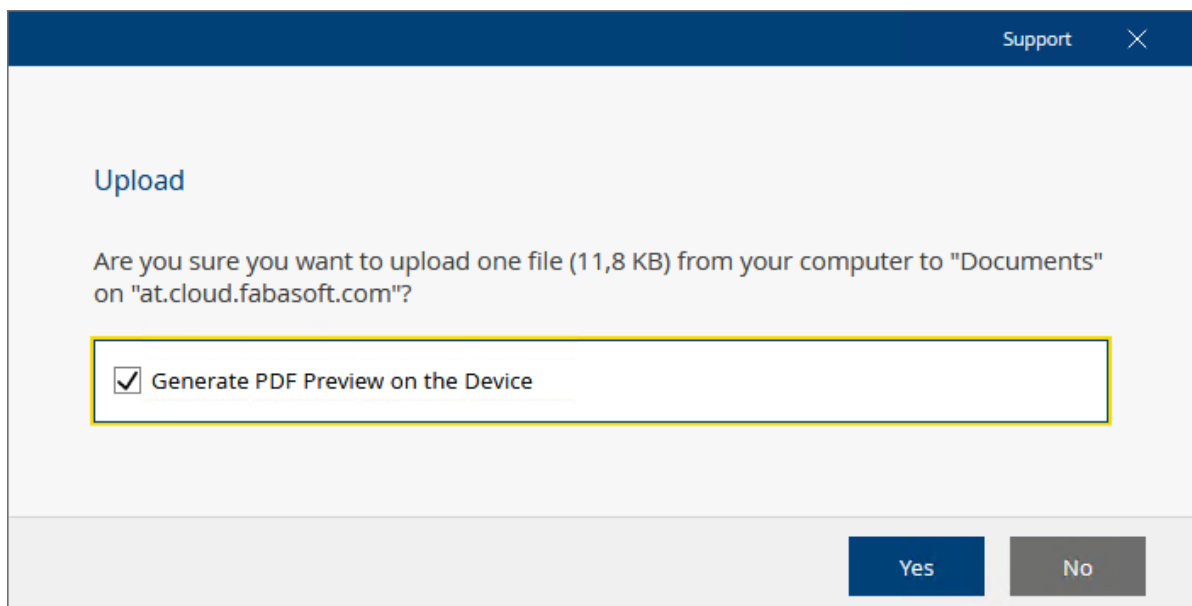 Support
Upload
Are you sure you want to upload one file (11,8 KB) from your computer to "Documents"
on "at.cloud.fabasoft.com"?
Generate PDF Preview on the Device
Yes
No